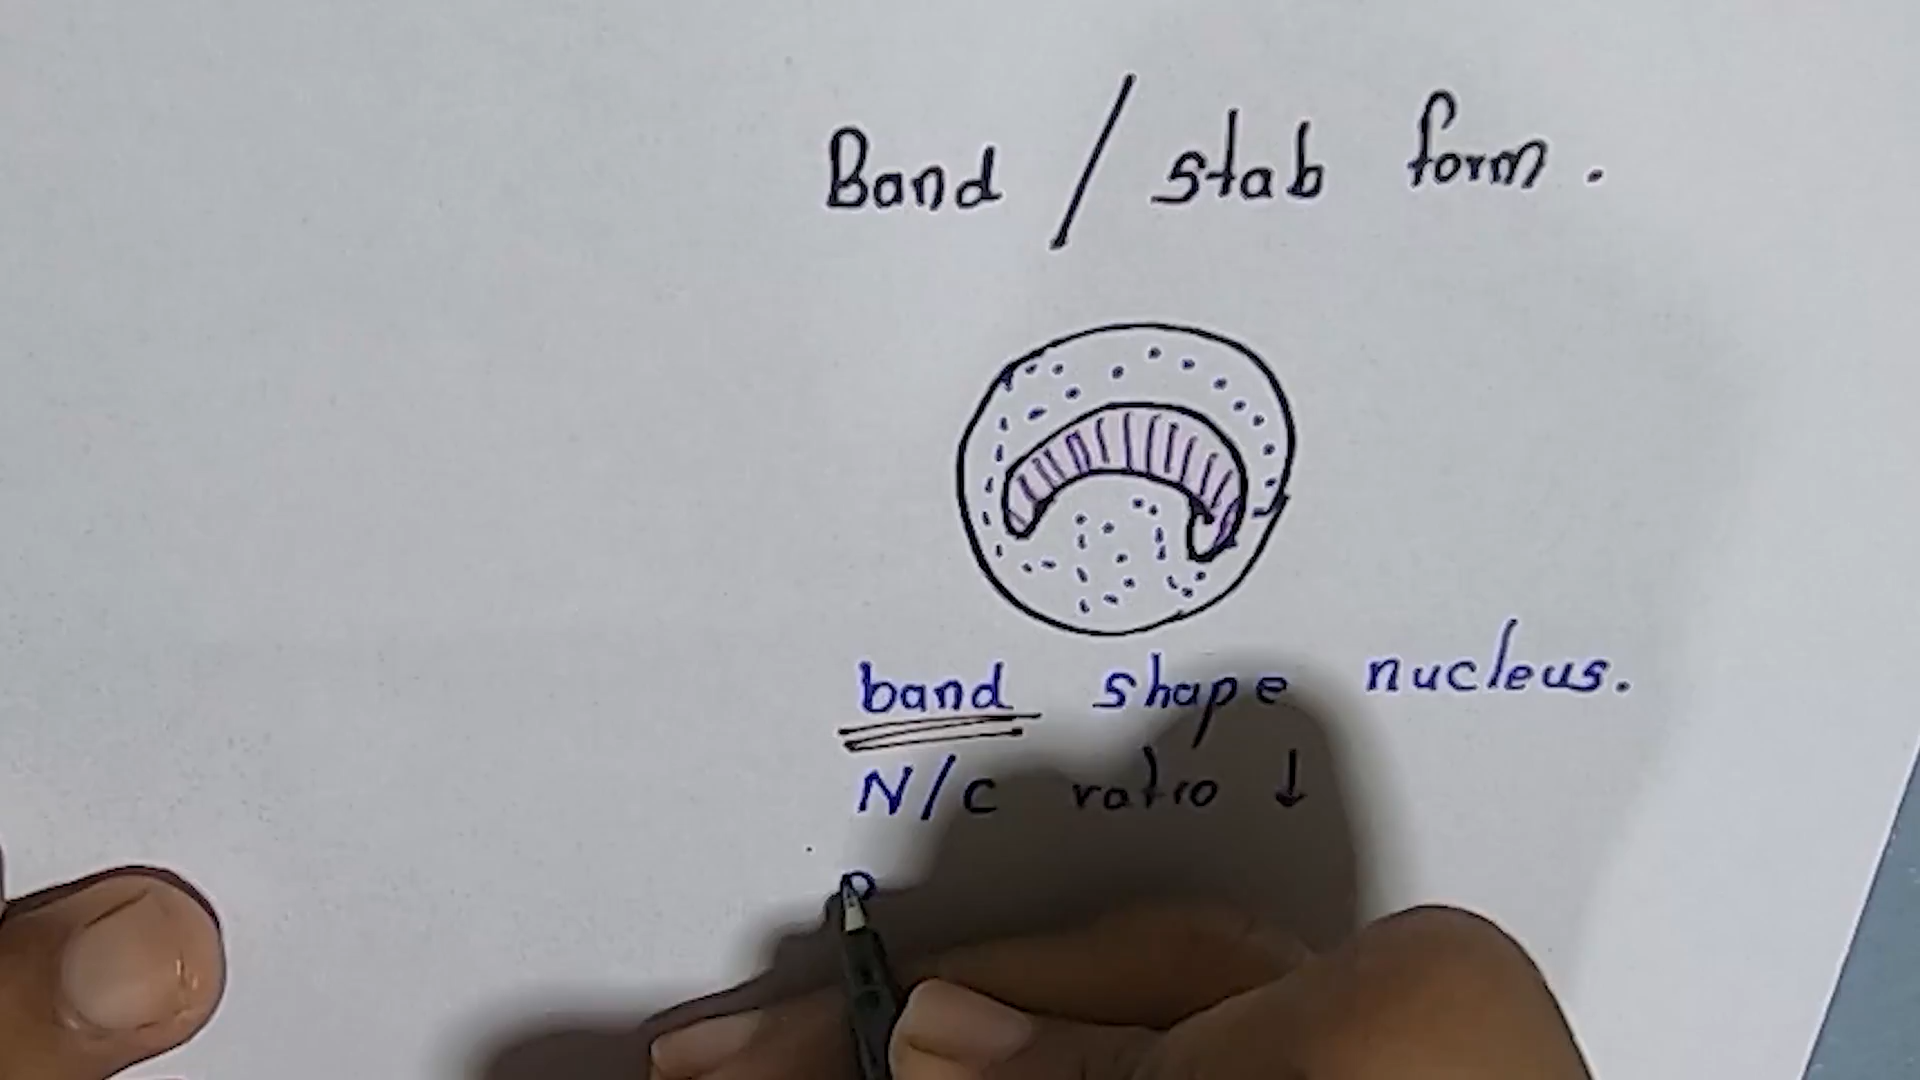 Band / stab form.
band shape nucleus.
N/C ratio ↓